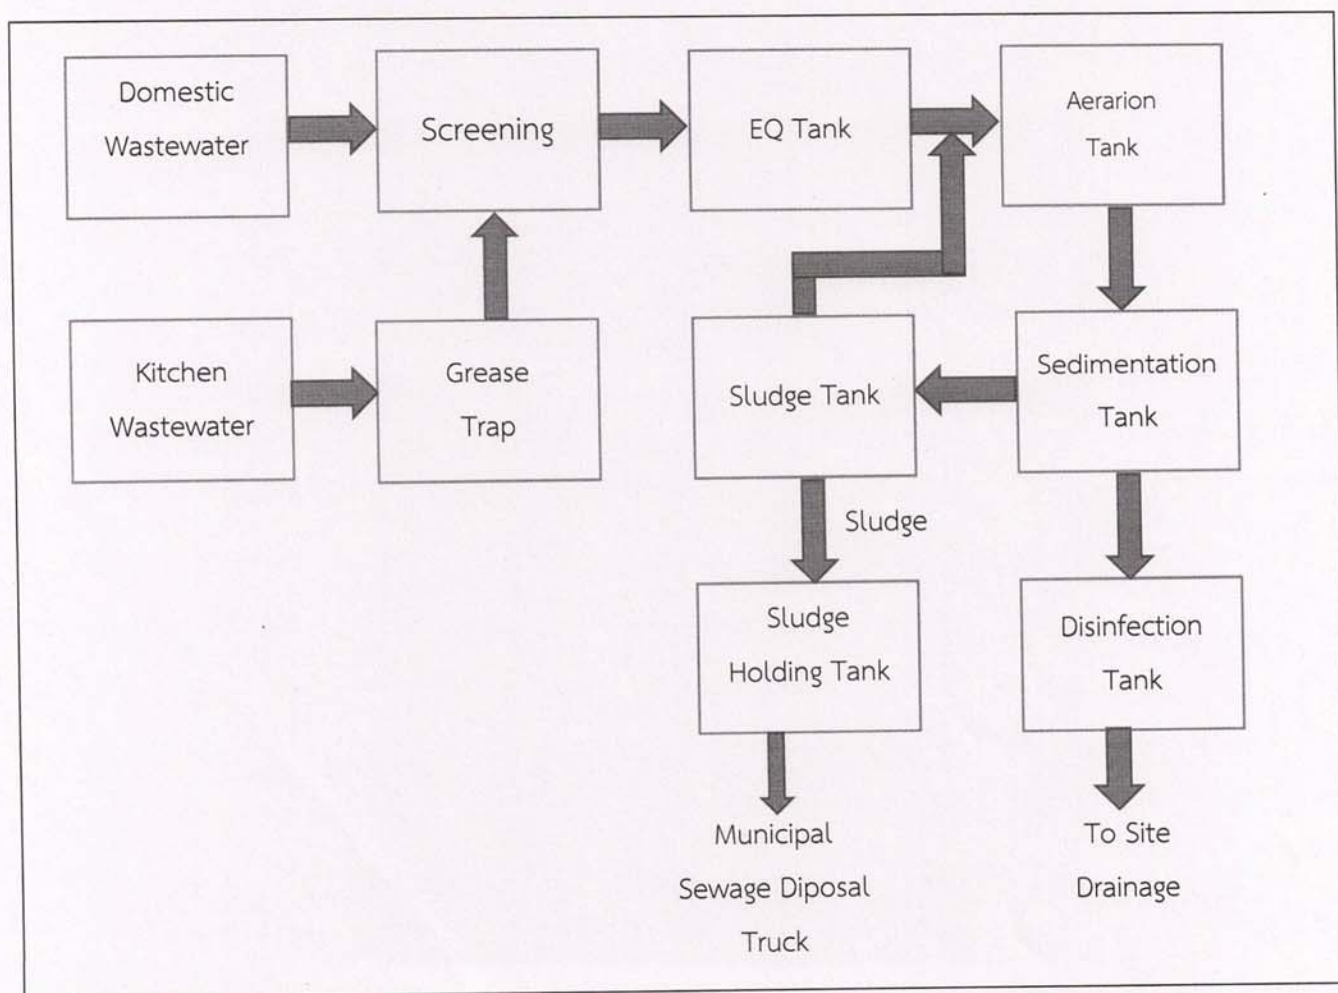 Domestic
Wastewater
Screening
EQ Tank
Aerarion
Tank
Kitchen
Wastewater
Grease
Trap
Sludge Tank
Sedimentation
Tank
Sludge
Sludge
Holding Tank
Disinfection
Tank
Municipal
Sewage Diposal
Truck
To Site
Drainage